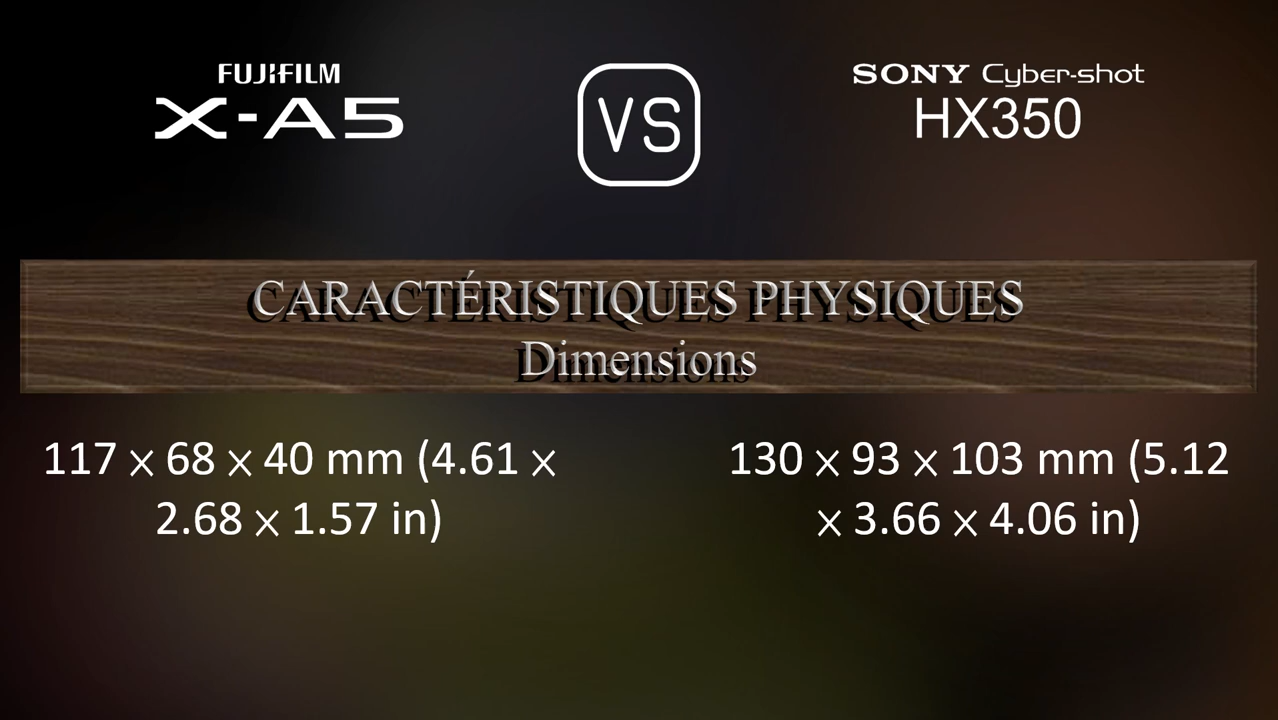 FUJIFILM
X-A5
VS
SONY Cyber-shot
HX350
CARACTÉRISTIQUES PHYSIQUES
Dimensions
117 x 68 x 40 mm (4.61 x
2.68 x 1.57 in)
130 x 93 x 103 mm (5.12
x 3.66 x 4.06 in)